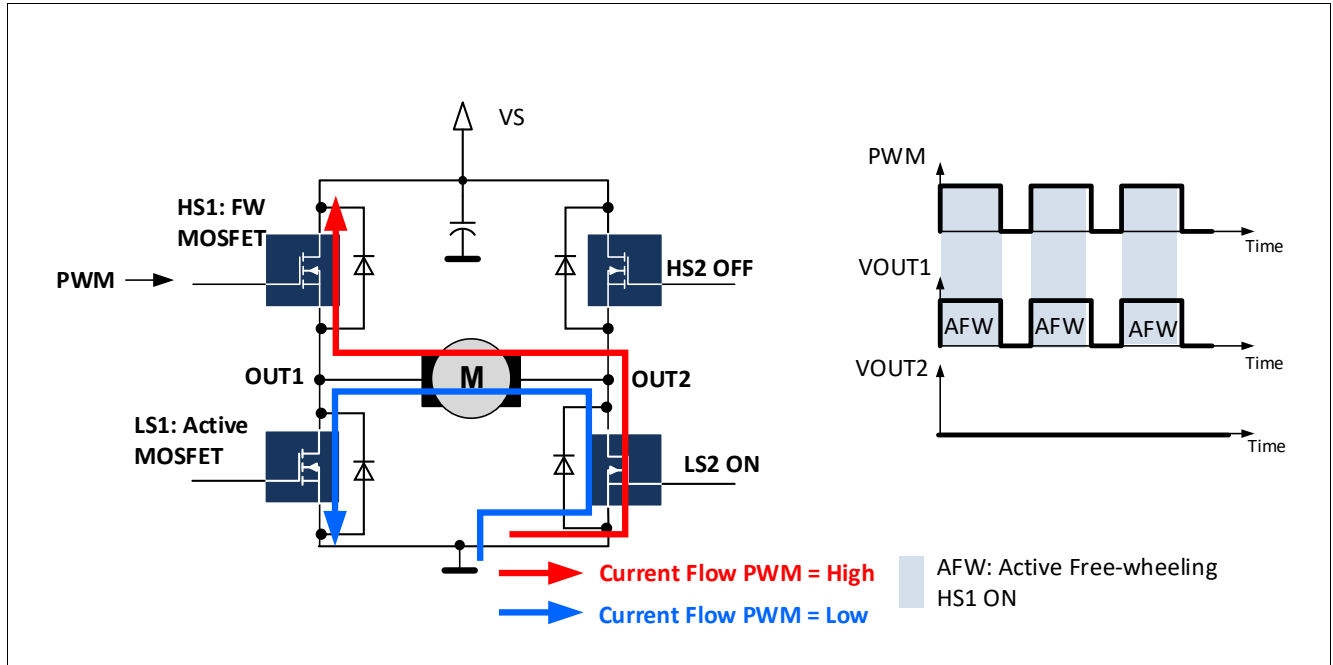 VS
HS1: FW
MOSFET
PWM
HS2 OFF
OUT1
M
OUT2
LS1: Active
MOSFET
LS2 ON
Current Flow PWM = High
Current Flow PWM = Low
PWM
Time
VOUT1
AFW
AFW
AFW
Time
VOUT2
Time
AFW: Active Free-wheeling
HS1 ON